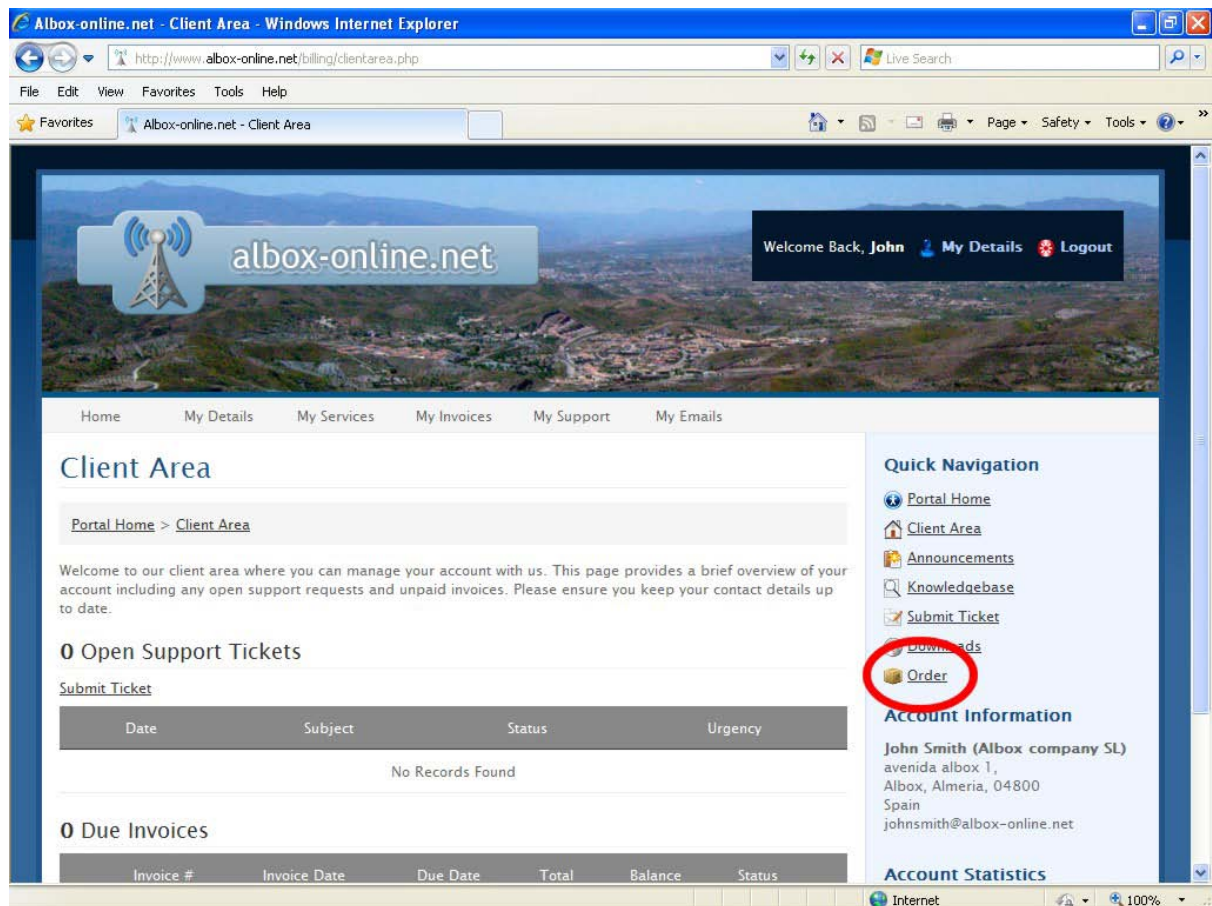 Albox-online.net - Client Area - Windows Internet Explorer
http://www.albox-online.net/billing/clientarea.php
Live Search
File Edit View Favorites Tools Help
Favorites
Albox-online.net - Client Area
Page Safety Tools
albox-online.net
Welcome Back, John My Details Logout
Home My Details My Services My Invoices My Support My Emails
Client Area
Portal Home > Client Area
Welcome to our client area where you can manage your account with us. This page provides a brief overview of your
account including any open support requests and unpaid invoices. Please ensure you keep your contact details up
to date.
0 Open Support Tickets
Submit Ticket
Date Subject Status Urgency
No Records Found
0 Due Invoices
Invoice # Invoice Date Due Date Total Balance Status
Quick Navigation
Portal Home
Client Area
Announcements
Knowledgebase
Submit Ticket
Downloads
Order
Account Information
John Smith (Albox company SL)
avenida albox 1,
Albox, Almeria, 04800
Spain
johnsmith@albox-online.net
Account Statistics
Internet
100%